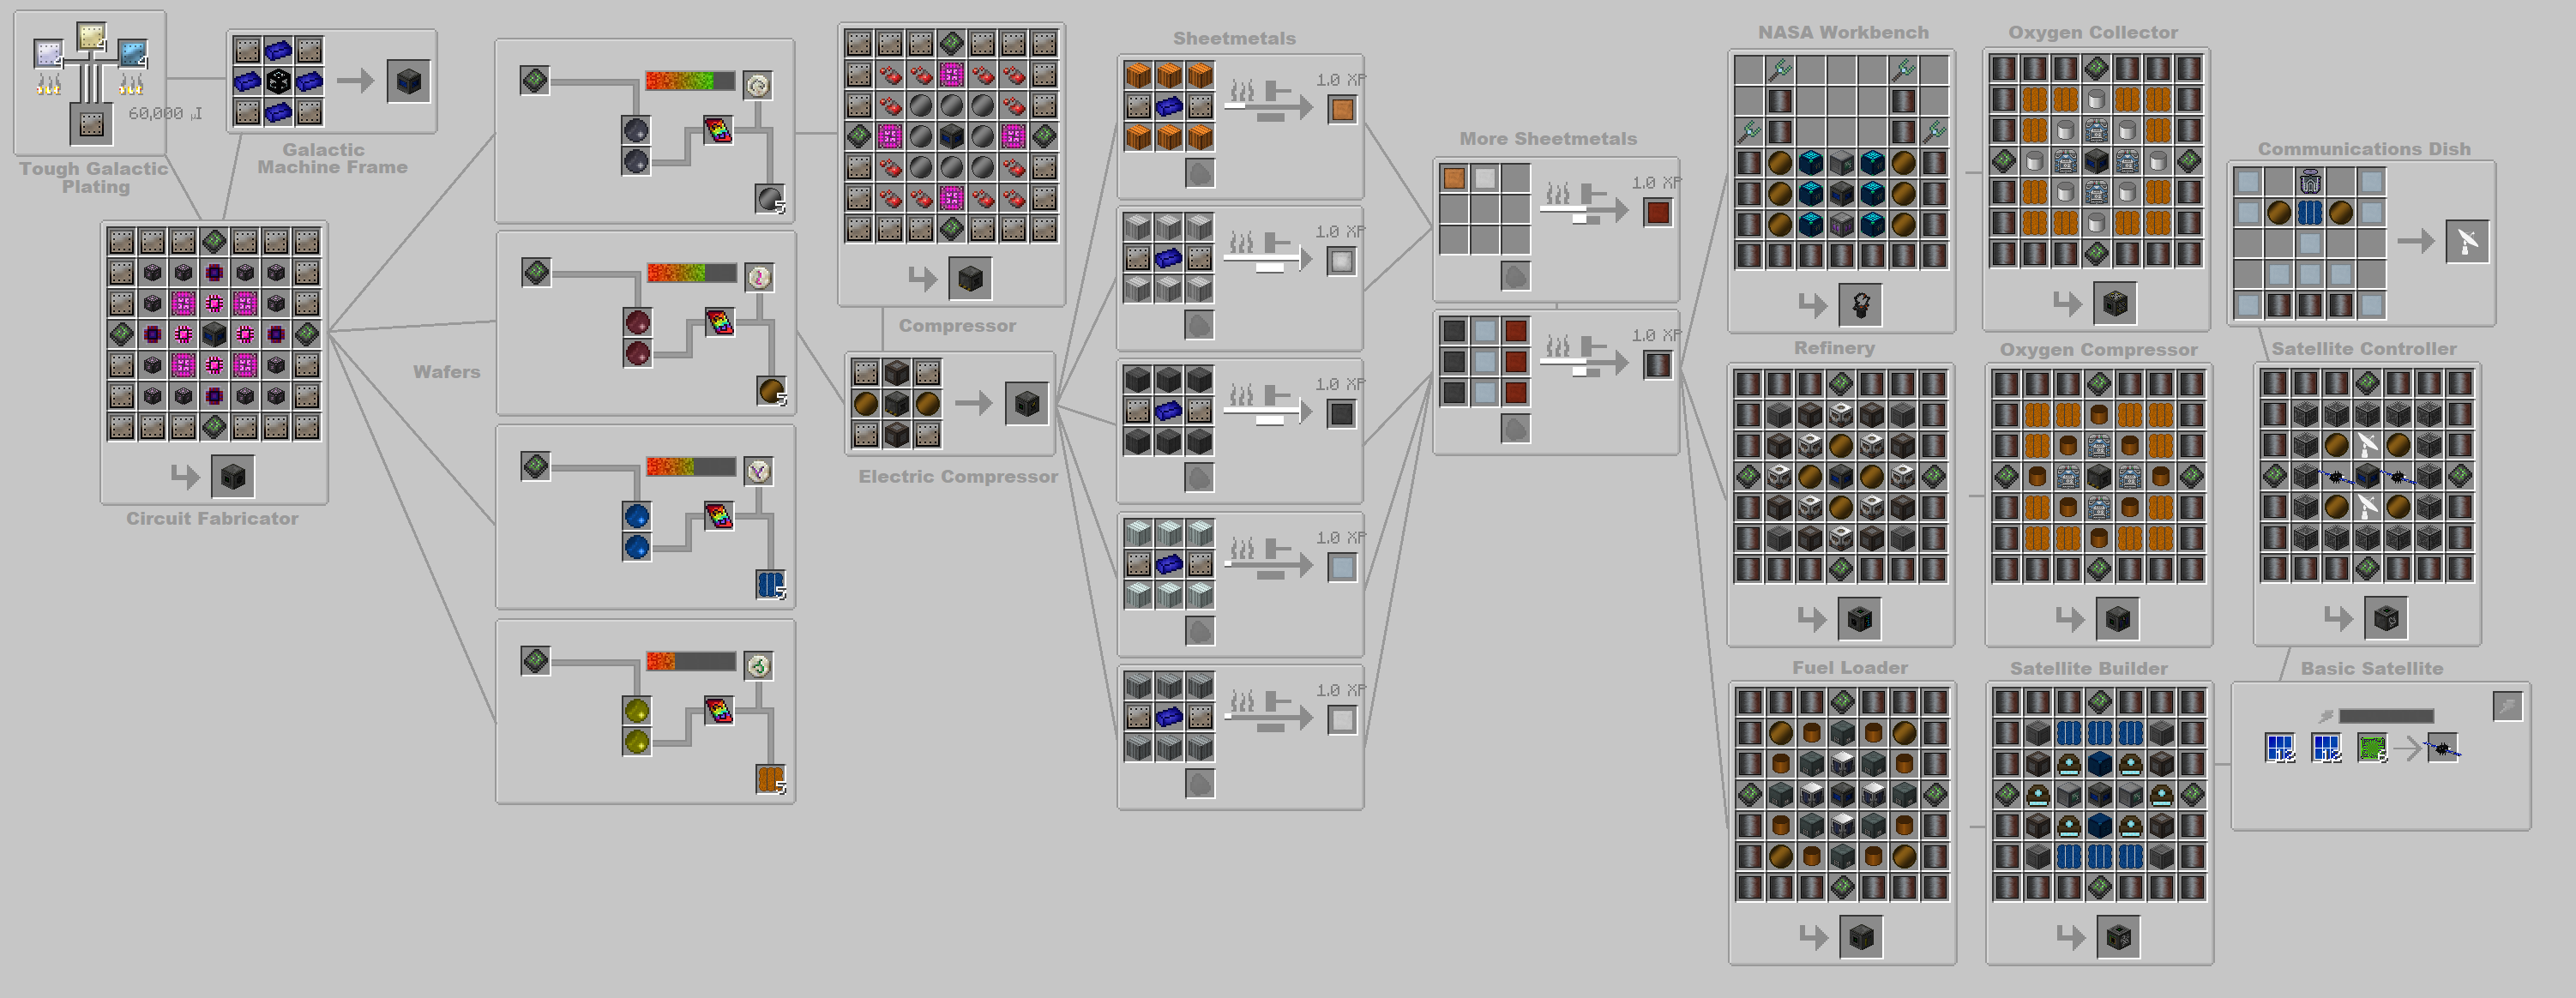 Tough Galactic
Plating
60,000 µI
Galactic
Machine Frame
Circuit Fabricator
Wafers
5
5
5
5
Compressor
Electric Compressor
Sheetmetals
1.0 XP
1.0 XP
1.0 XP
1.0 XP
1.0 XP
More Sheetmetals
1.0 XP
1.0 XP
NASA Workbench
Oxygen Collector
Communications Dish
Refinery
Oxygen Compressor
Satellite Controller
Fuel Loader
Satellite Builder
Basic Satellite